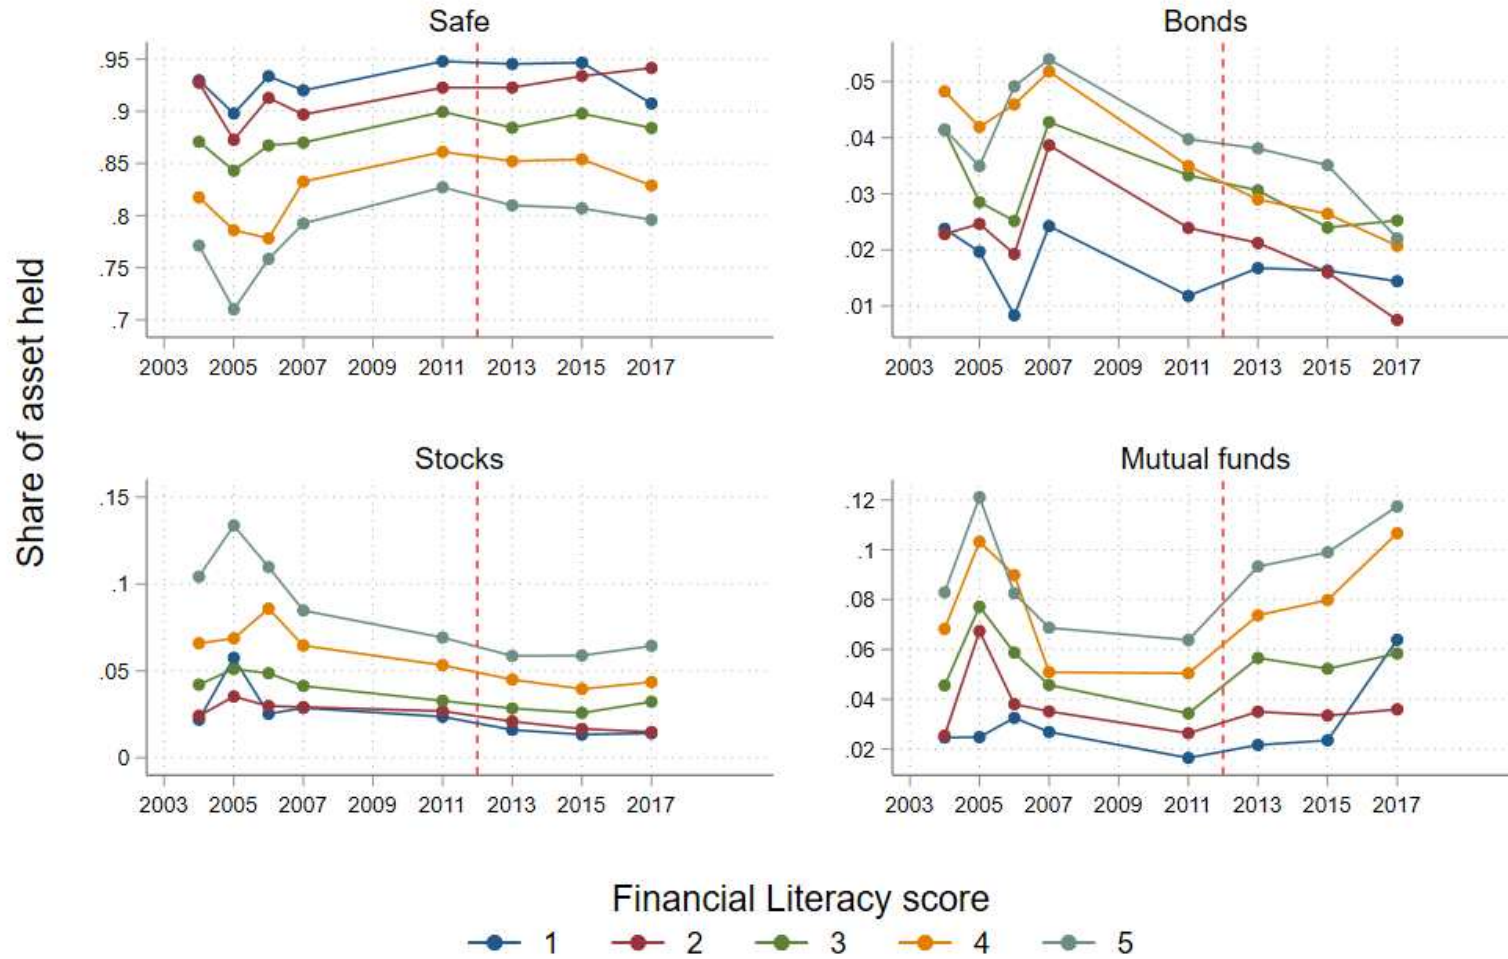 Share of asset held
Safe
.95
.9
.85
.8
.75
.7
2003 2005 2007 2009 2011 2013 2015 2017
Bonds
.05
.04
.03
.02
.01
2003 2005 2007 2009 2011 2013 2015 2017
Stocks
.15
.1
.05
0
2003 2005 2007 2009 2011 2013 2015 2017
Mutual funds
.12
.1
.08
.06
.04
.02
2003 2005 2007 2009 2011 2013 2015 2017
Financial Literacy score
1 2 3 4 5